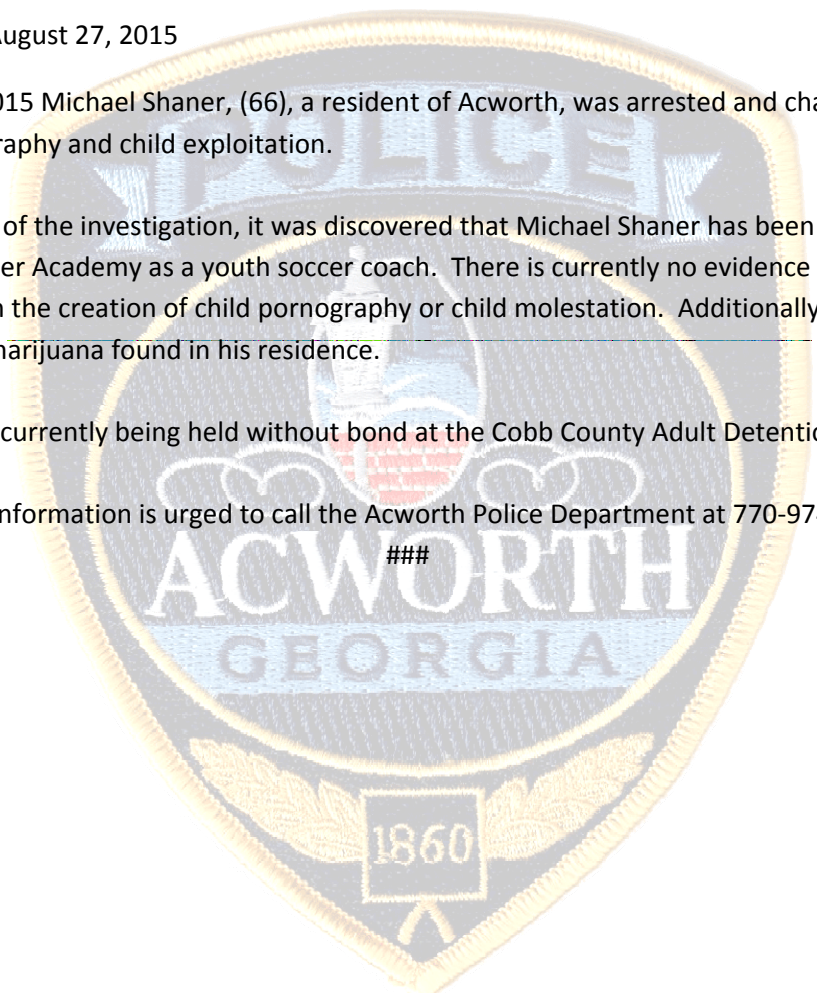 August 27, 2015
015 Michael Shaner, (66), a resident of Acworth, was arrested and cha
raphy and child exploitation.
of the investigation, it was discovered that Michael Shaner has been
er Academy as a youth soccer coach. There is currently no evidence
n the creation of child pornography or child molestation. Additionally
marijuana found in his residence.
currently being held without bond at the Cobb County Adult Detentio
information is urged to call the Acworth Police Department at 770-97
###
POLICE
ACWORTH
GEORGIA
1860